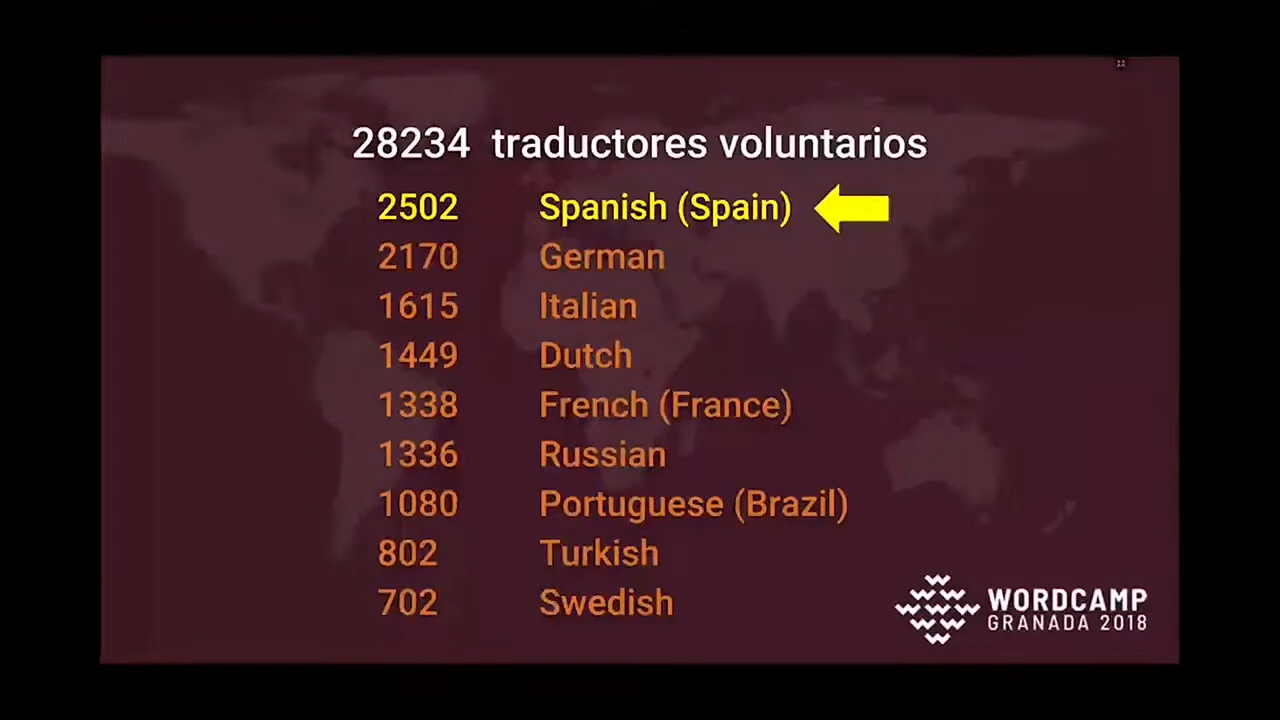 28234 traductores voluntarios
2502 Spanish (Spain)
2170 German
1615 Italian
1449 Dutch
1338 French (France)
1336 Russian
1080 Portuguese (Brazil)
802 Turkish
702 Swedish
WORDCAMP
GRANADA 2018